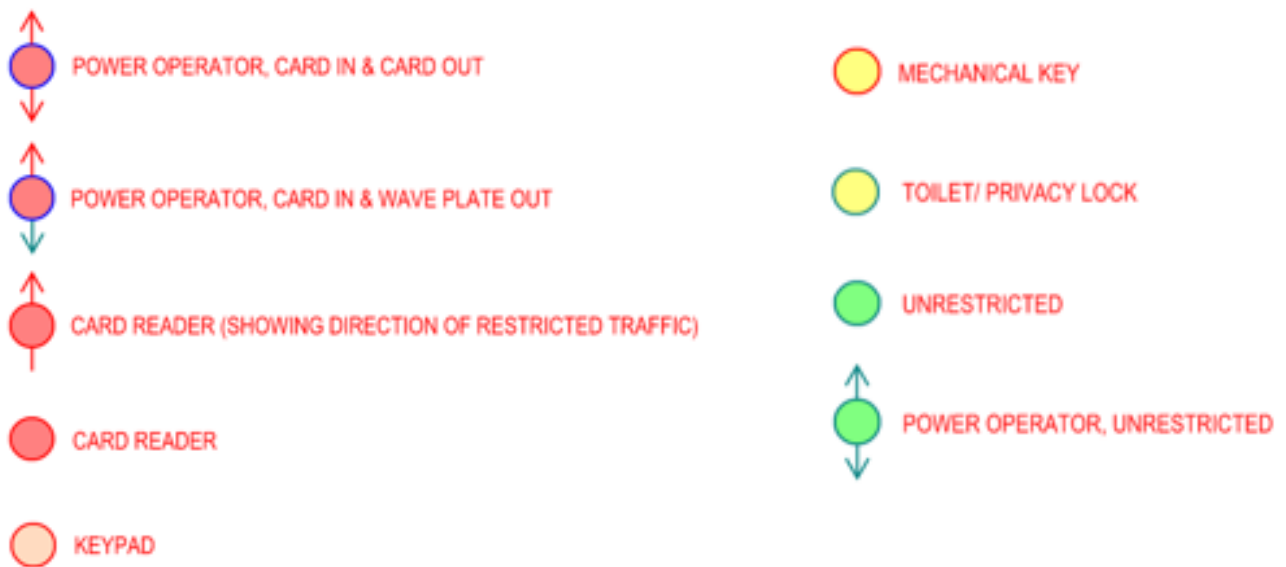 POWER OPERATOR, CARD IN & CARD OUT
POWER OPERATOR, CARD IN & WAVE PLATE OUT
CARD READER (SHOWING DIRECTION OF RESTRICTED TRAFFIC)
CARD READER
KEYPAD
MECHANICAL KEY
TOILET/ PRIVACY LOCK
UNRESTRICTED
POWER OPERATOR, UNRESTRICTED